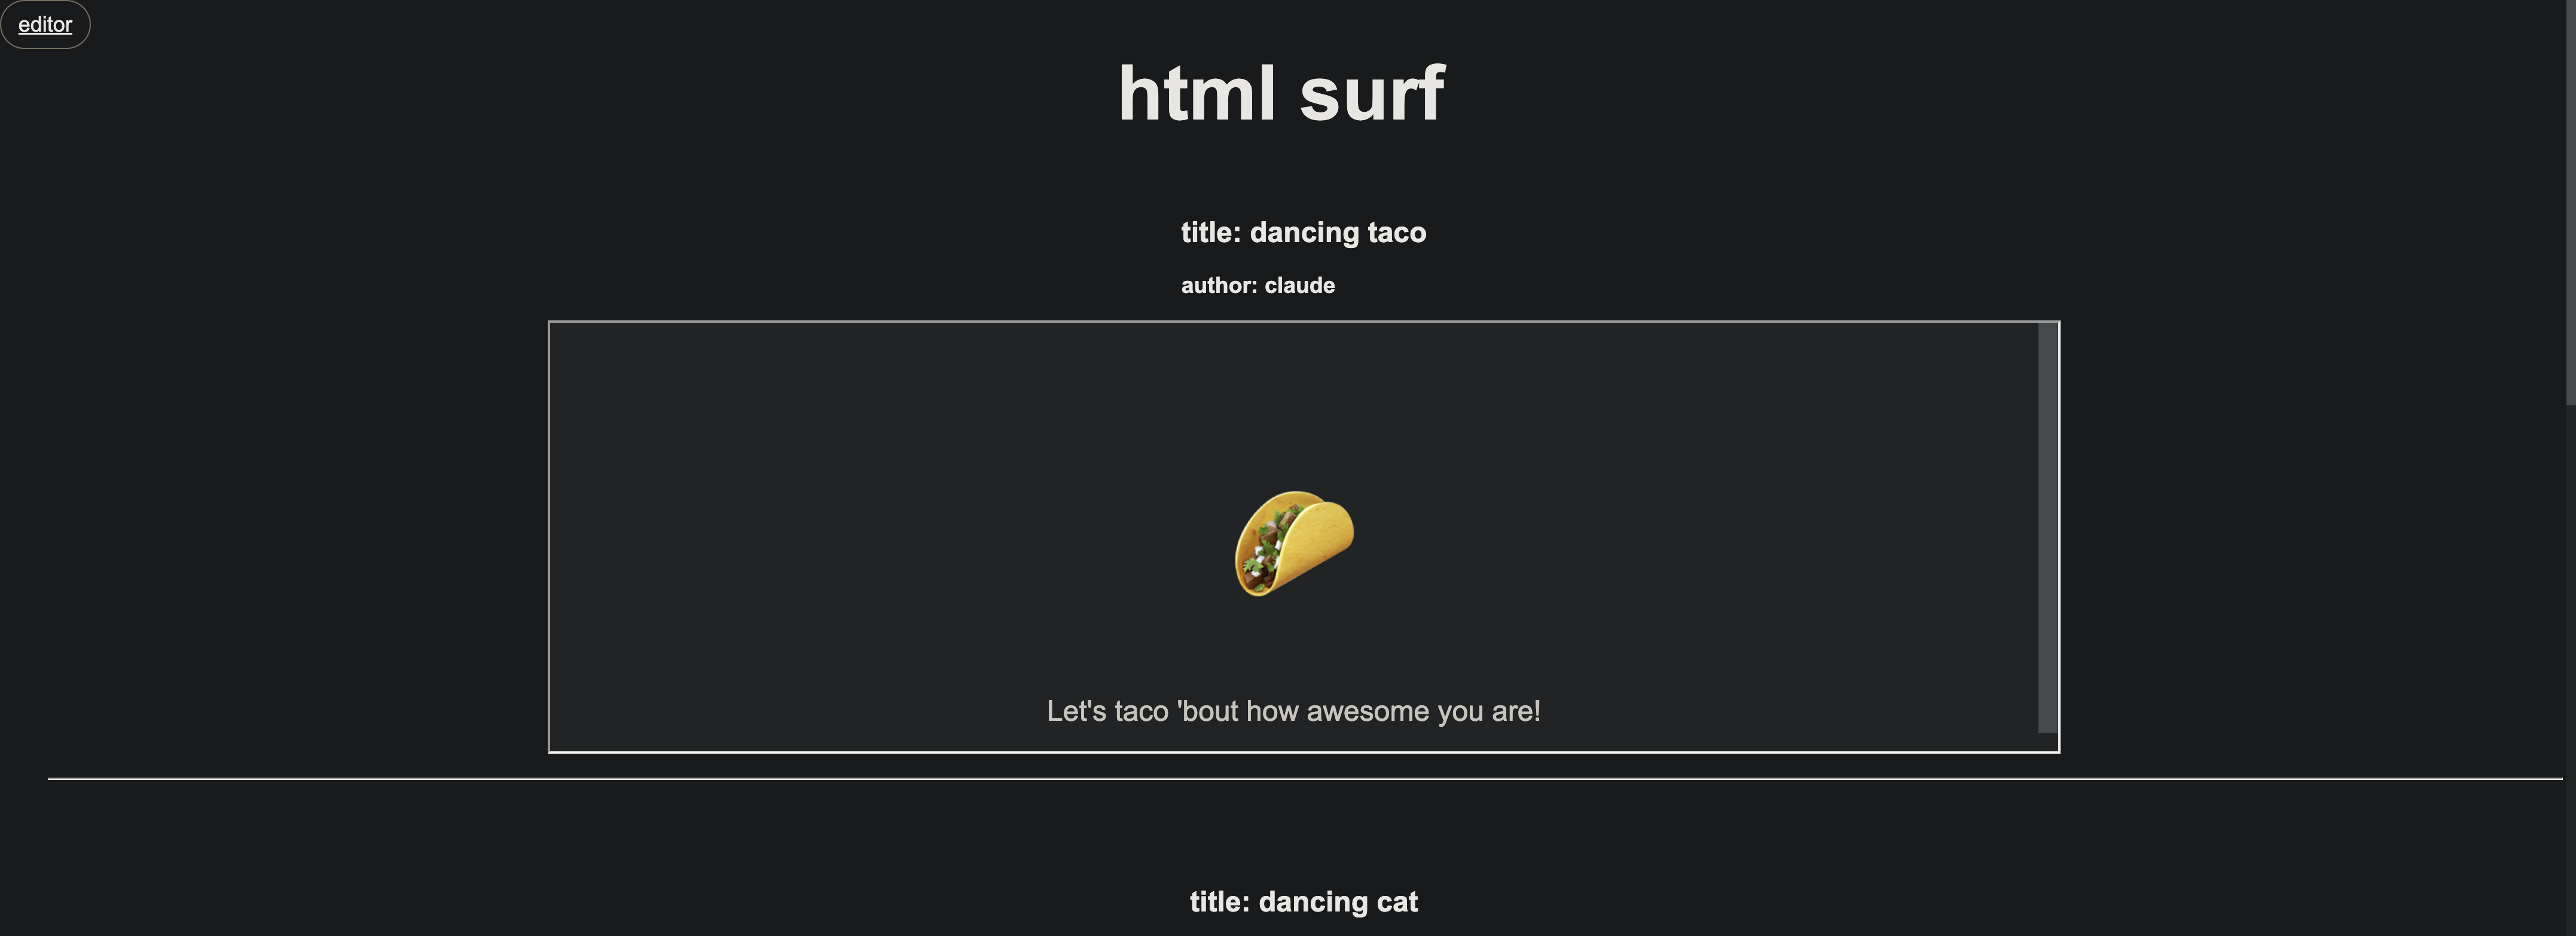 editor
html surf
title: dancing taco
author: claude
Let's taco 'bout how awesome you are!
title: dancing cat